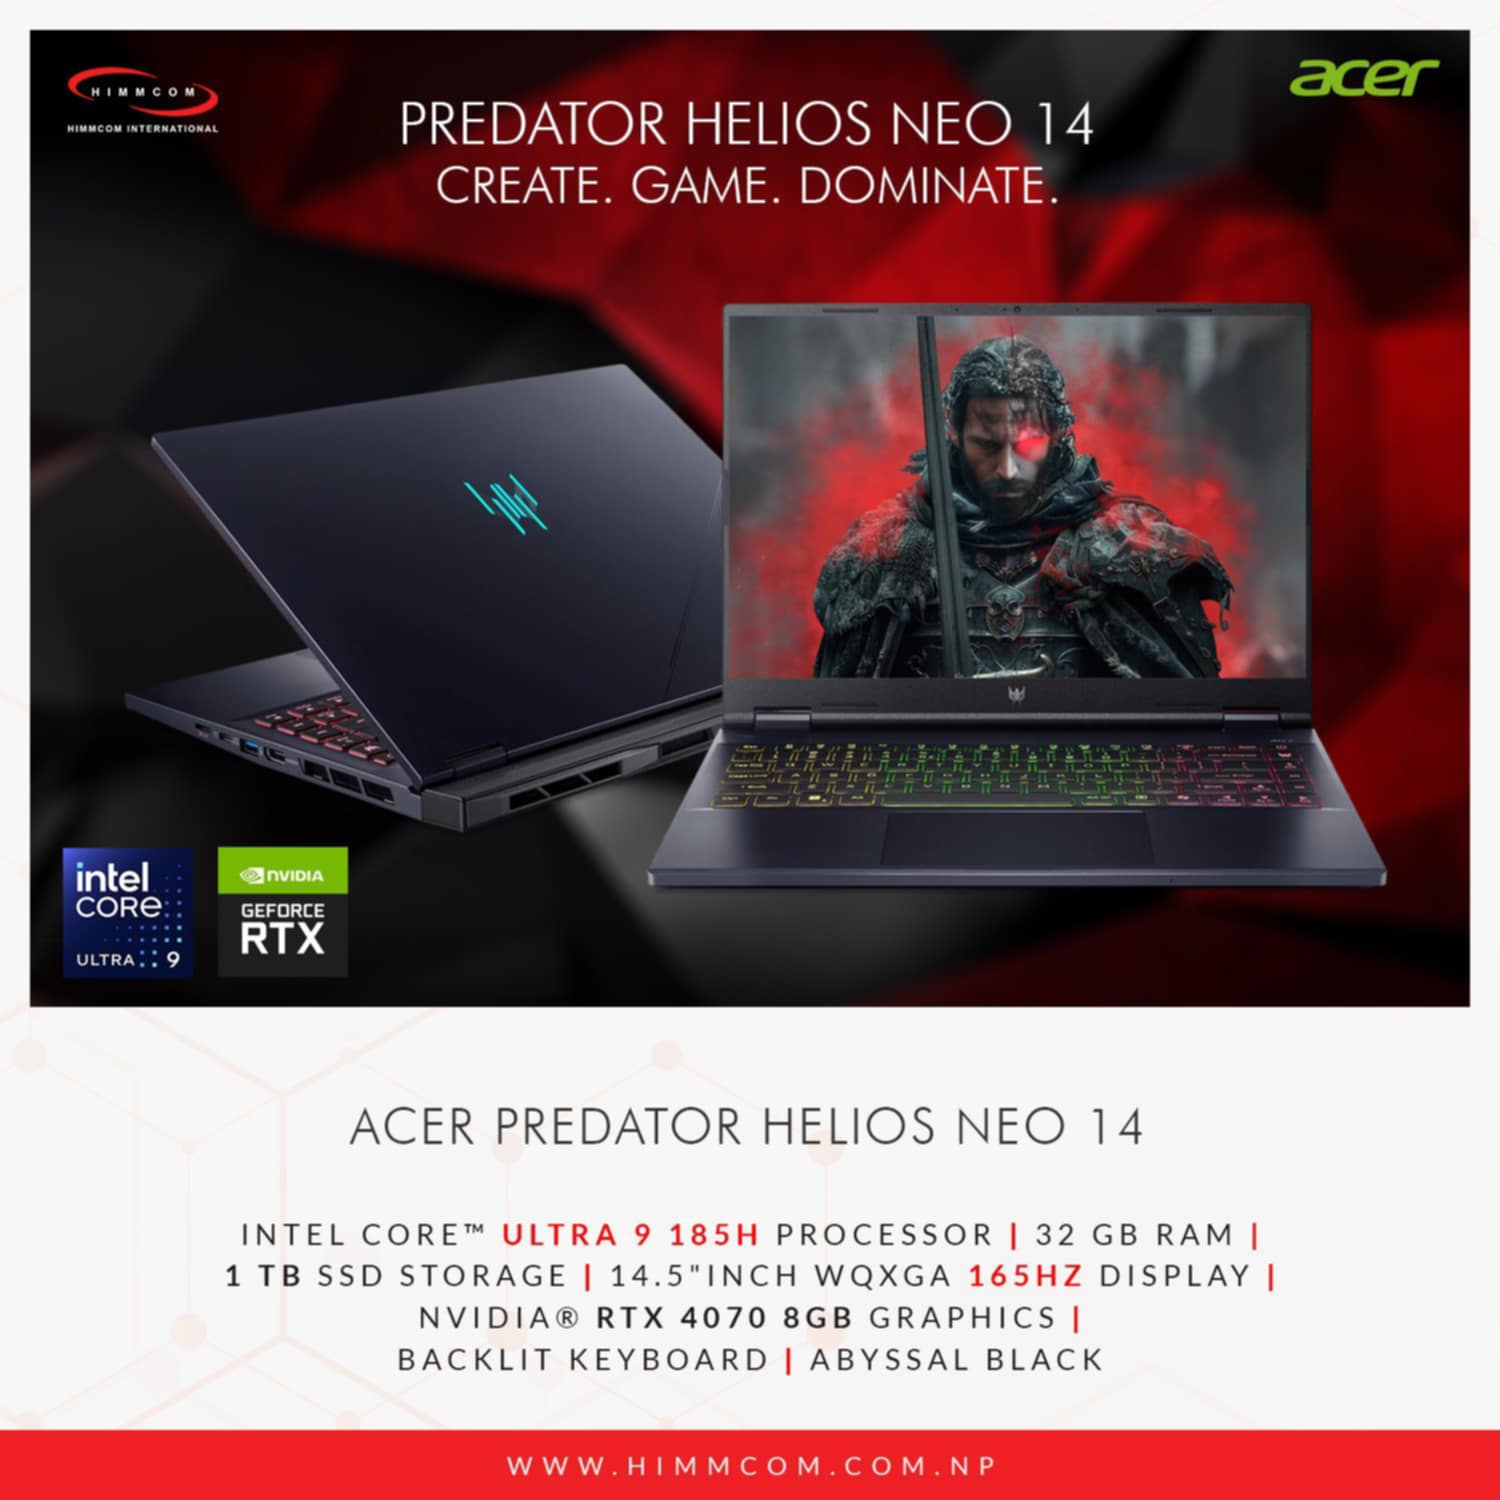 HIMMCOM
HIMMCOM INTERNATIONAL
acer
PREDATOR HELIOS NEO 14
CREATE. GAME. DOMINATE.
intel
CORE
ULTRA 9
NVIDIA
GEFORCE
RTX
ACER PREDATOR HELIOS NEO 14
INTEL CORE™ ULTRA 9 185H PROCESSOR | 32 GB RAM |
1 TB SSD STORAGE | 14.5"INCH WQXGA 165HZ DISPLAY |
NVIDIA® RTX 4070 8GB GRAPHICS |
BACKLIT KEYBOARD | ABYSSAL BLACK
WWW.HIMMCOM.COM.NP